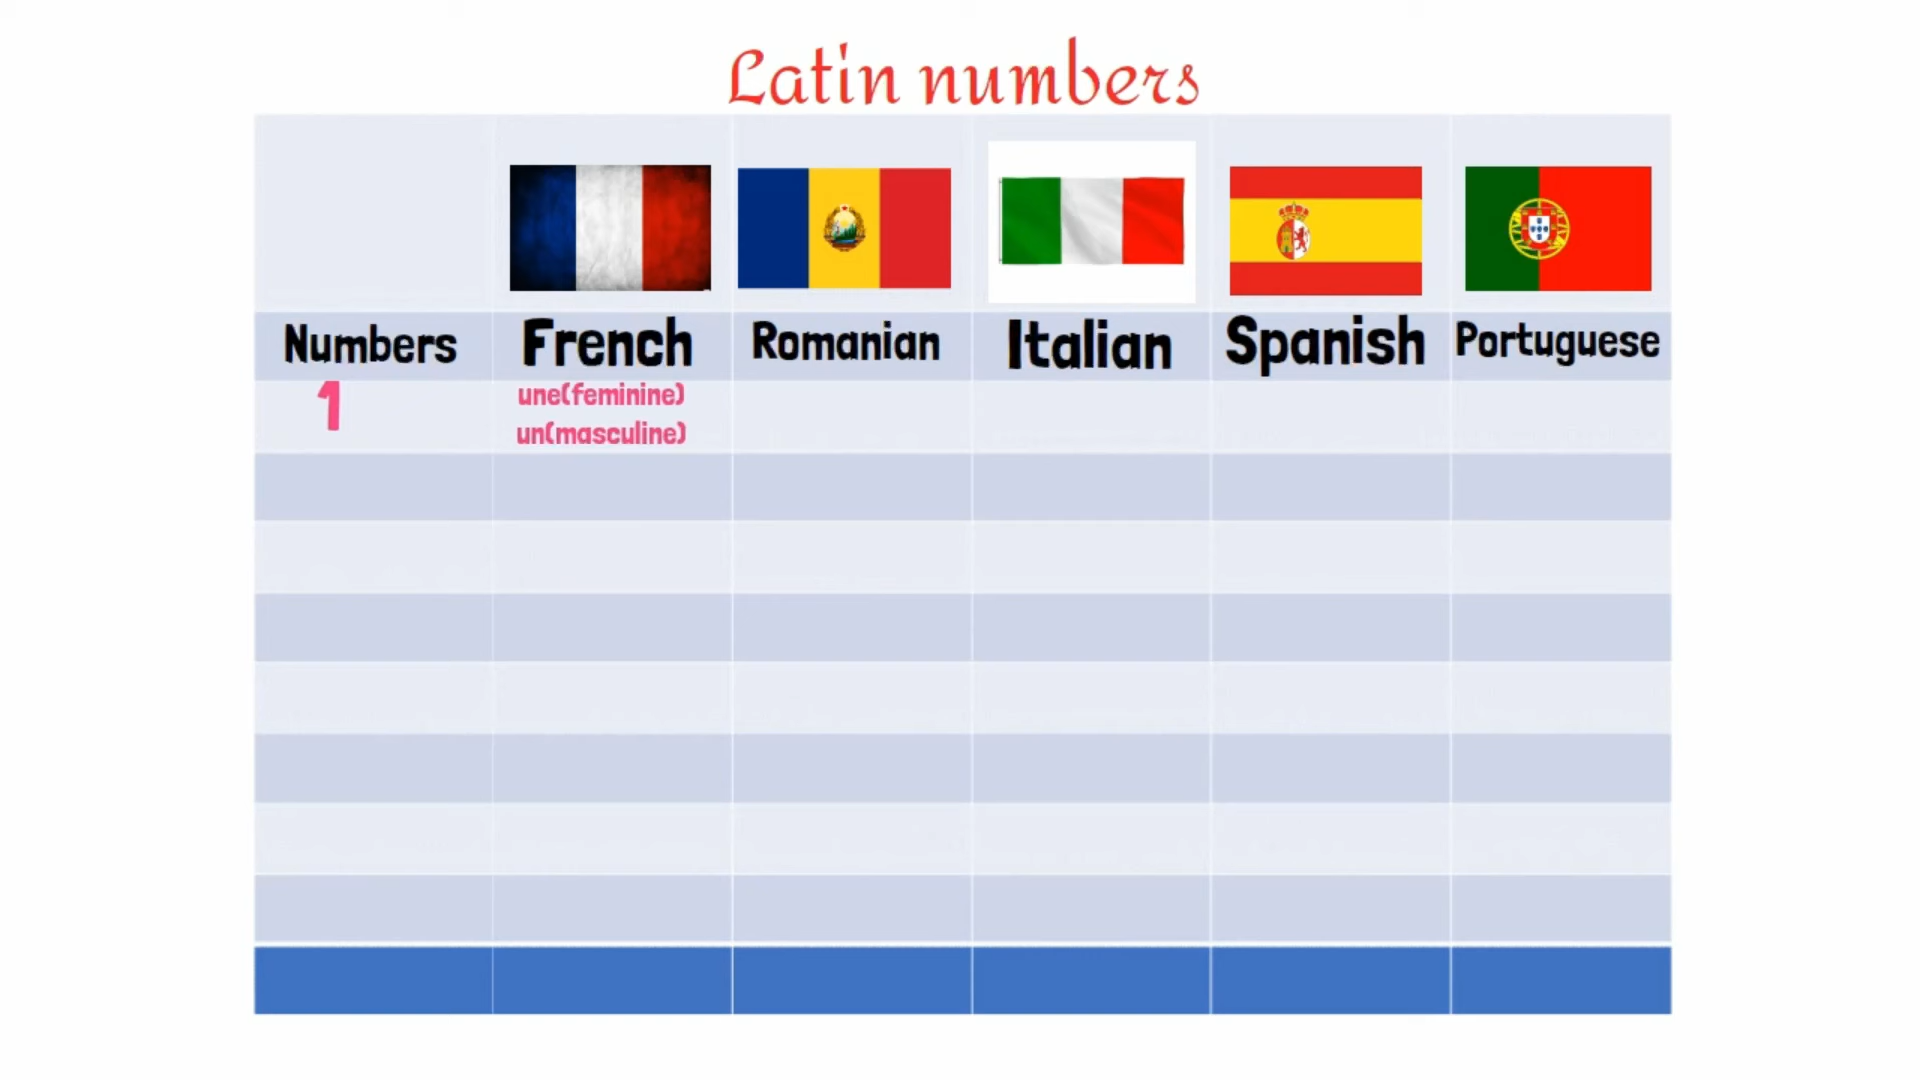 Latin numbers
Numbers French Romanian Italian Spanish Portuguese
1 une(feminine)
un(masculine)